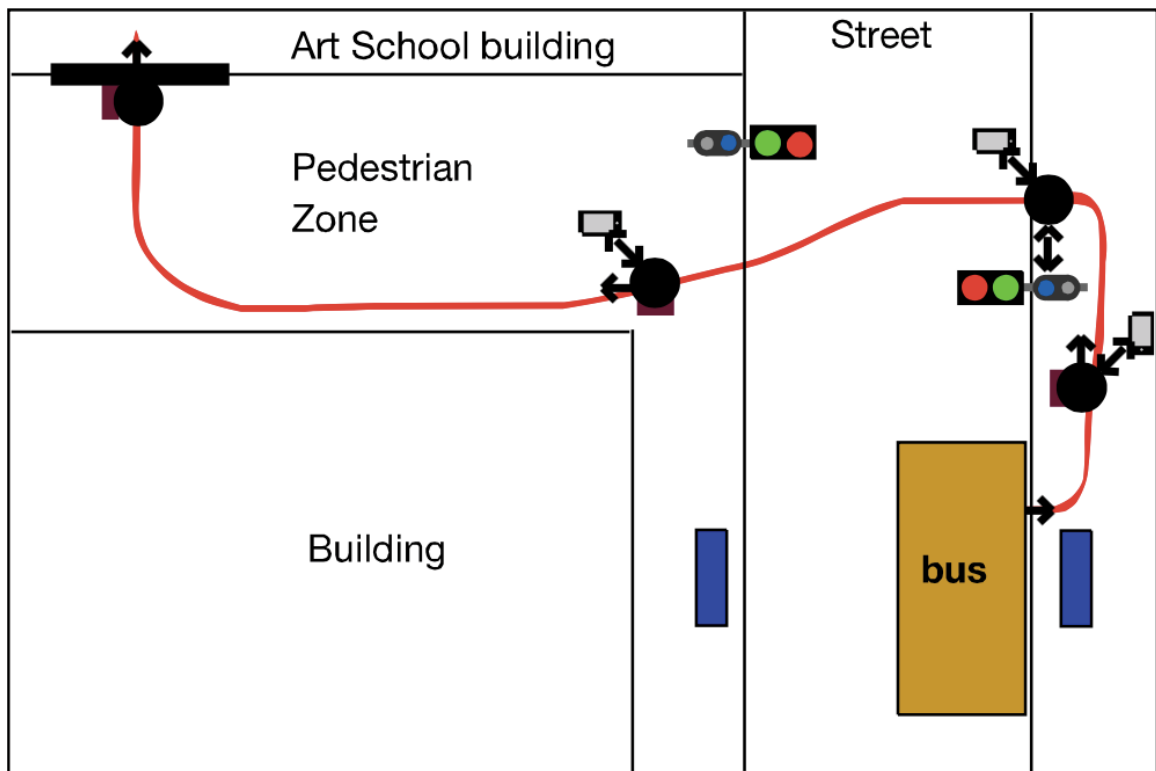 Art School building
Street
Pedestrian
Zone
Building
bus